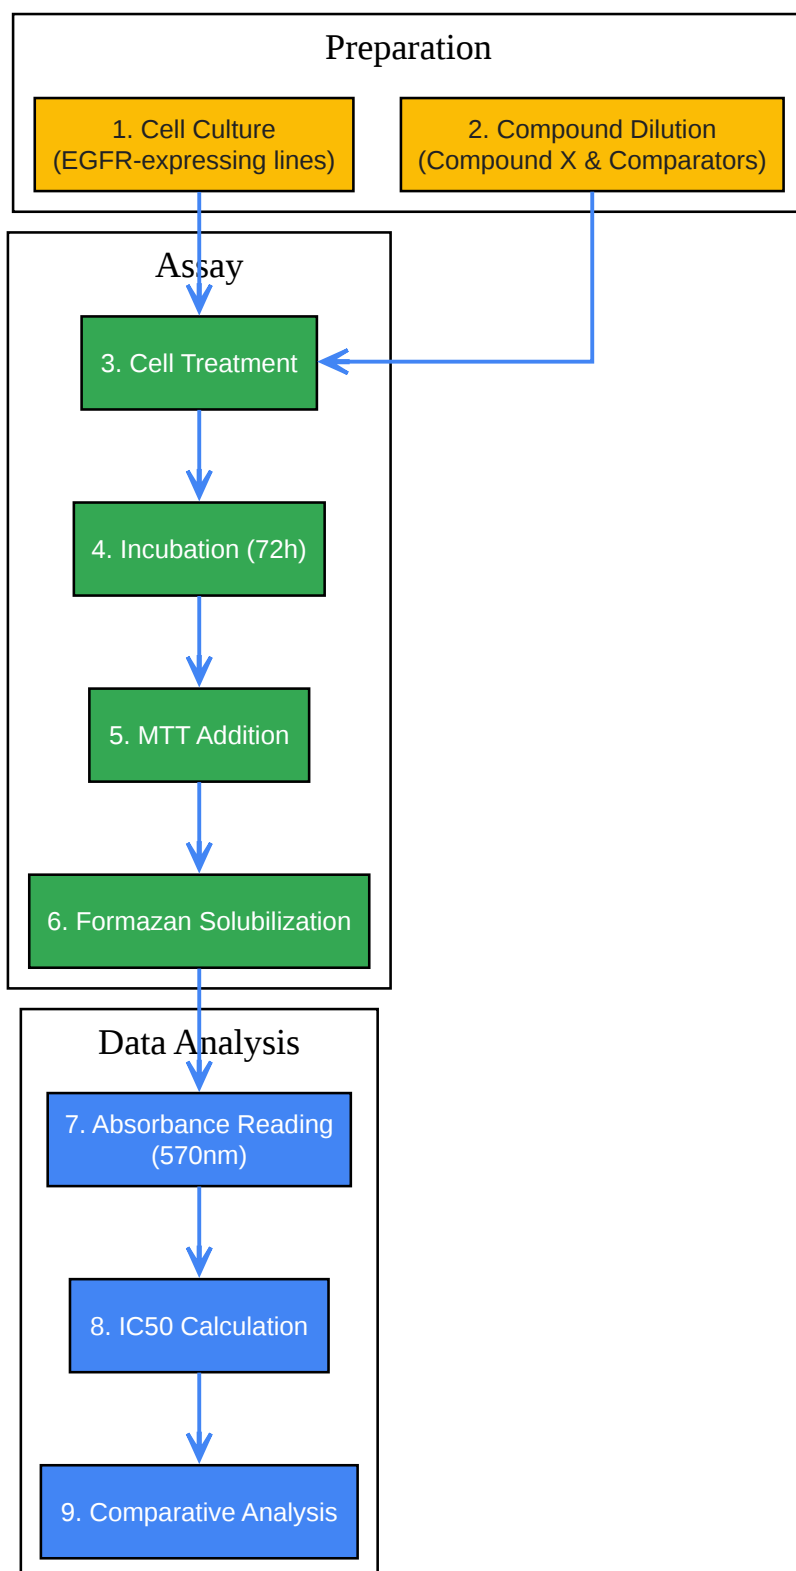 Preparation
1. Cell Culture
(EGFR-expressing lines)
2. Compound Dilution
(Compound X & Comparators)
Assay
3. Cell Treatment
4. Incubation (72h)
5. MTT Addition
6. Formazan Solubilization
Data Analysis
7. Absorbance Reading
(570nm)
8. IC50 Calculation
9. Comparative Analysis